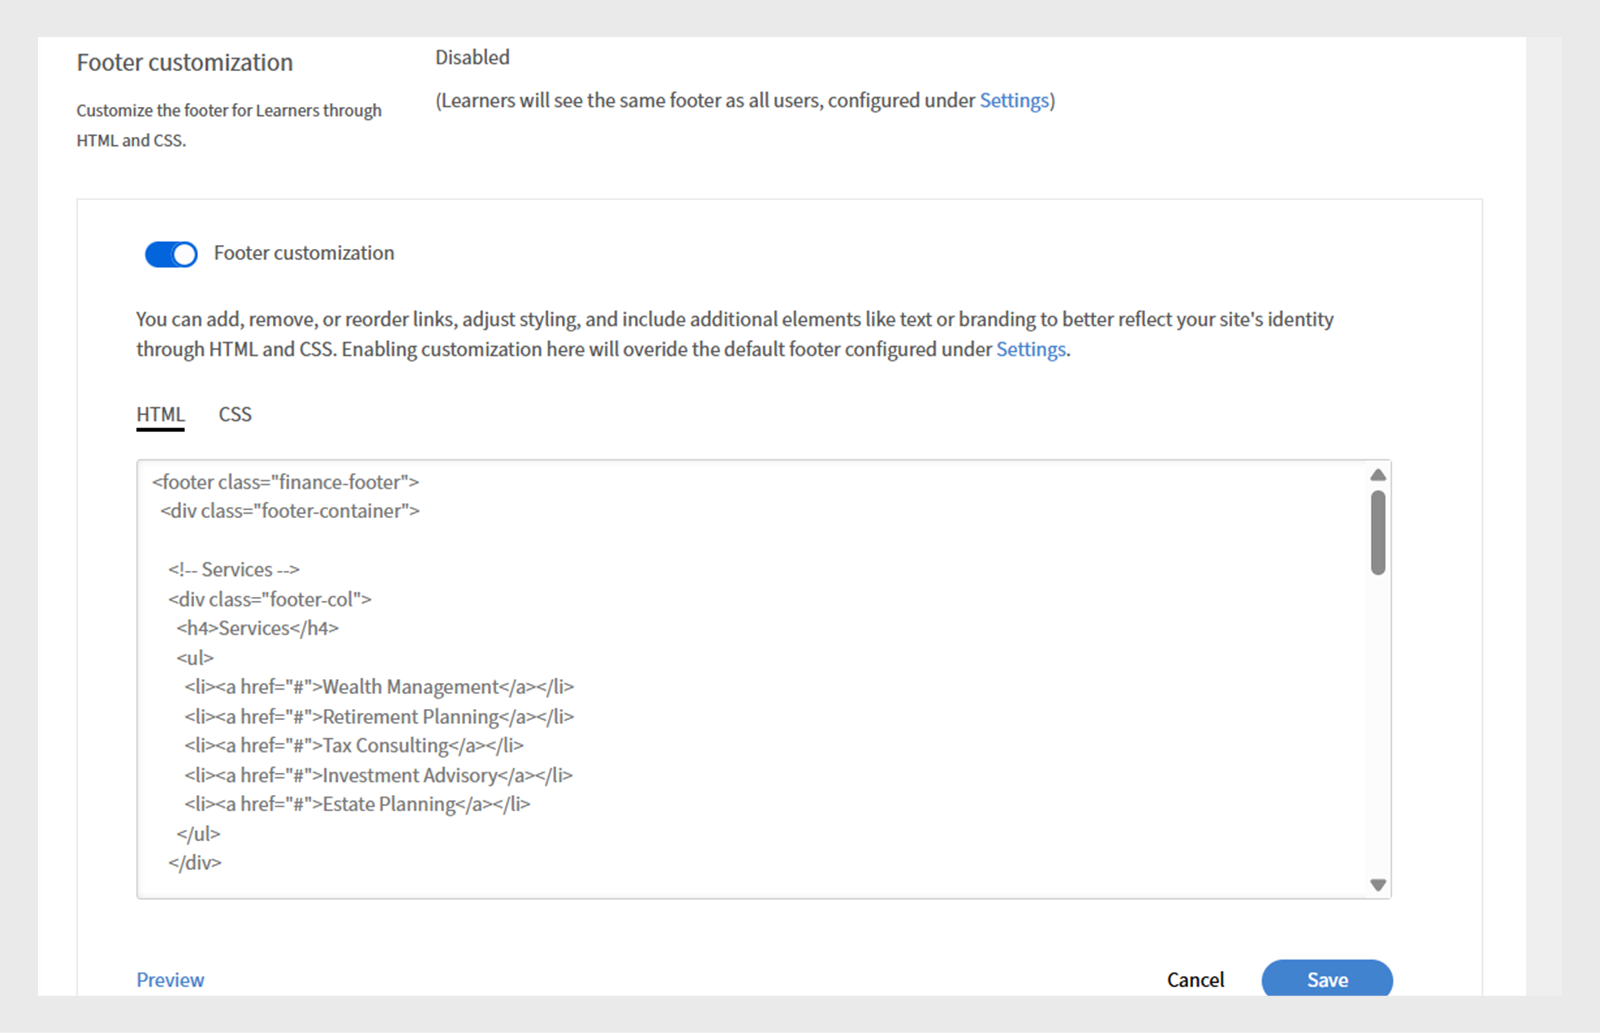 Footer customization
Disabled
Customize the footer for Learners through
HTML and CSS.
(Learners will see the same footer as all users, configured under Settings)
Footer customization
You can add, remove, or reorder links, adjust styling, and include additional elements like text or branding to better reflect your site's identity
through HTML and CSS. Enabling customization here will overide the default footer configured under Settings.
HTML CSS
<footer class="finance-footer">
<div class="footer-container">
<!-- Services -->
<div class="footer-col">
<h4>Services</h4>
<ul>
<li><a href="#">Wealth Management</a></li>
<li><a href="#">Retirement Planning</a></li>
<li><a href="#">Tax Consulting</a></li>
<li><a href="#">Investment Advisory</a></li>
<li><a href="#">Estate Planning</a></li>
</ul>
</div>
Preview
Cancel
Save